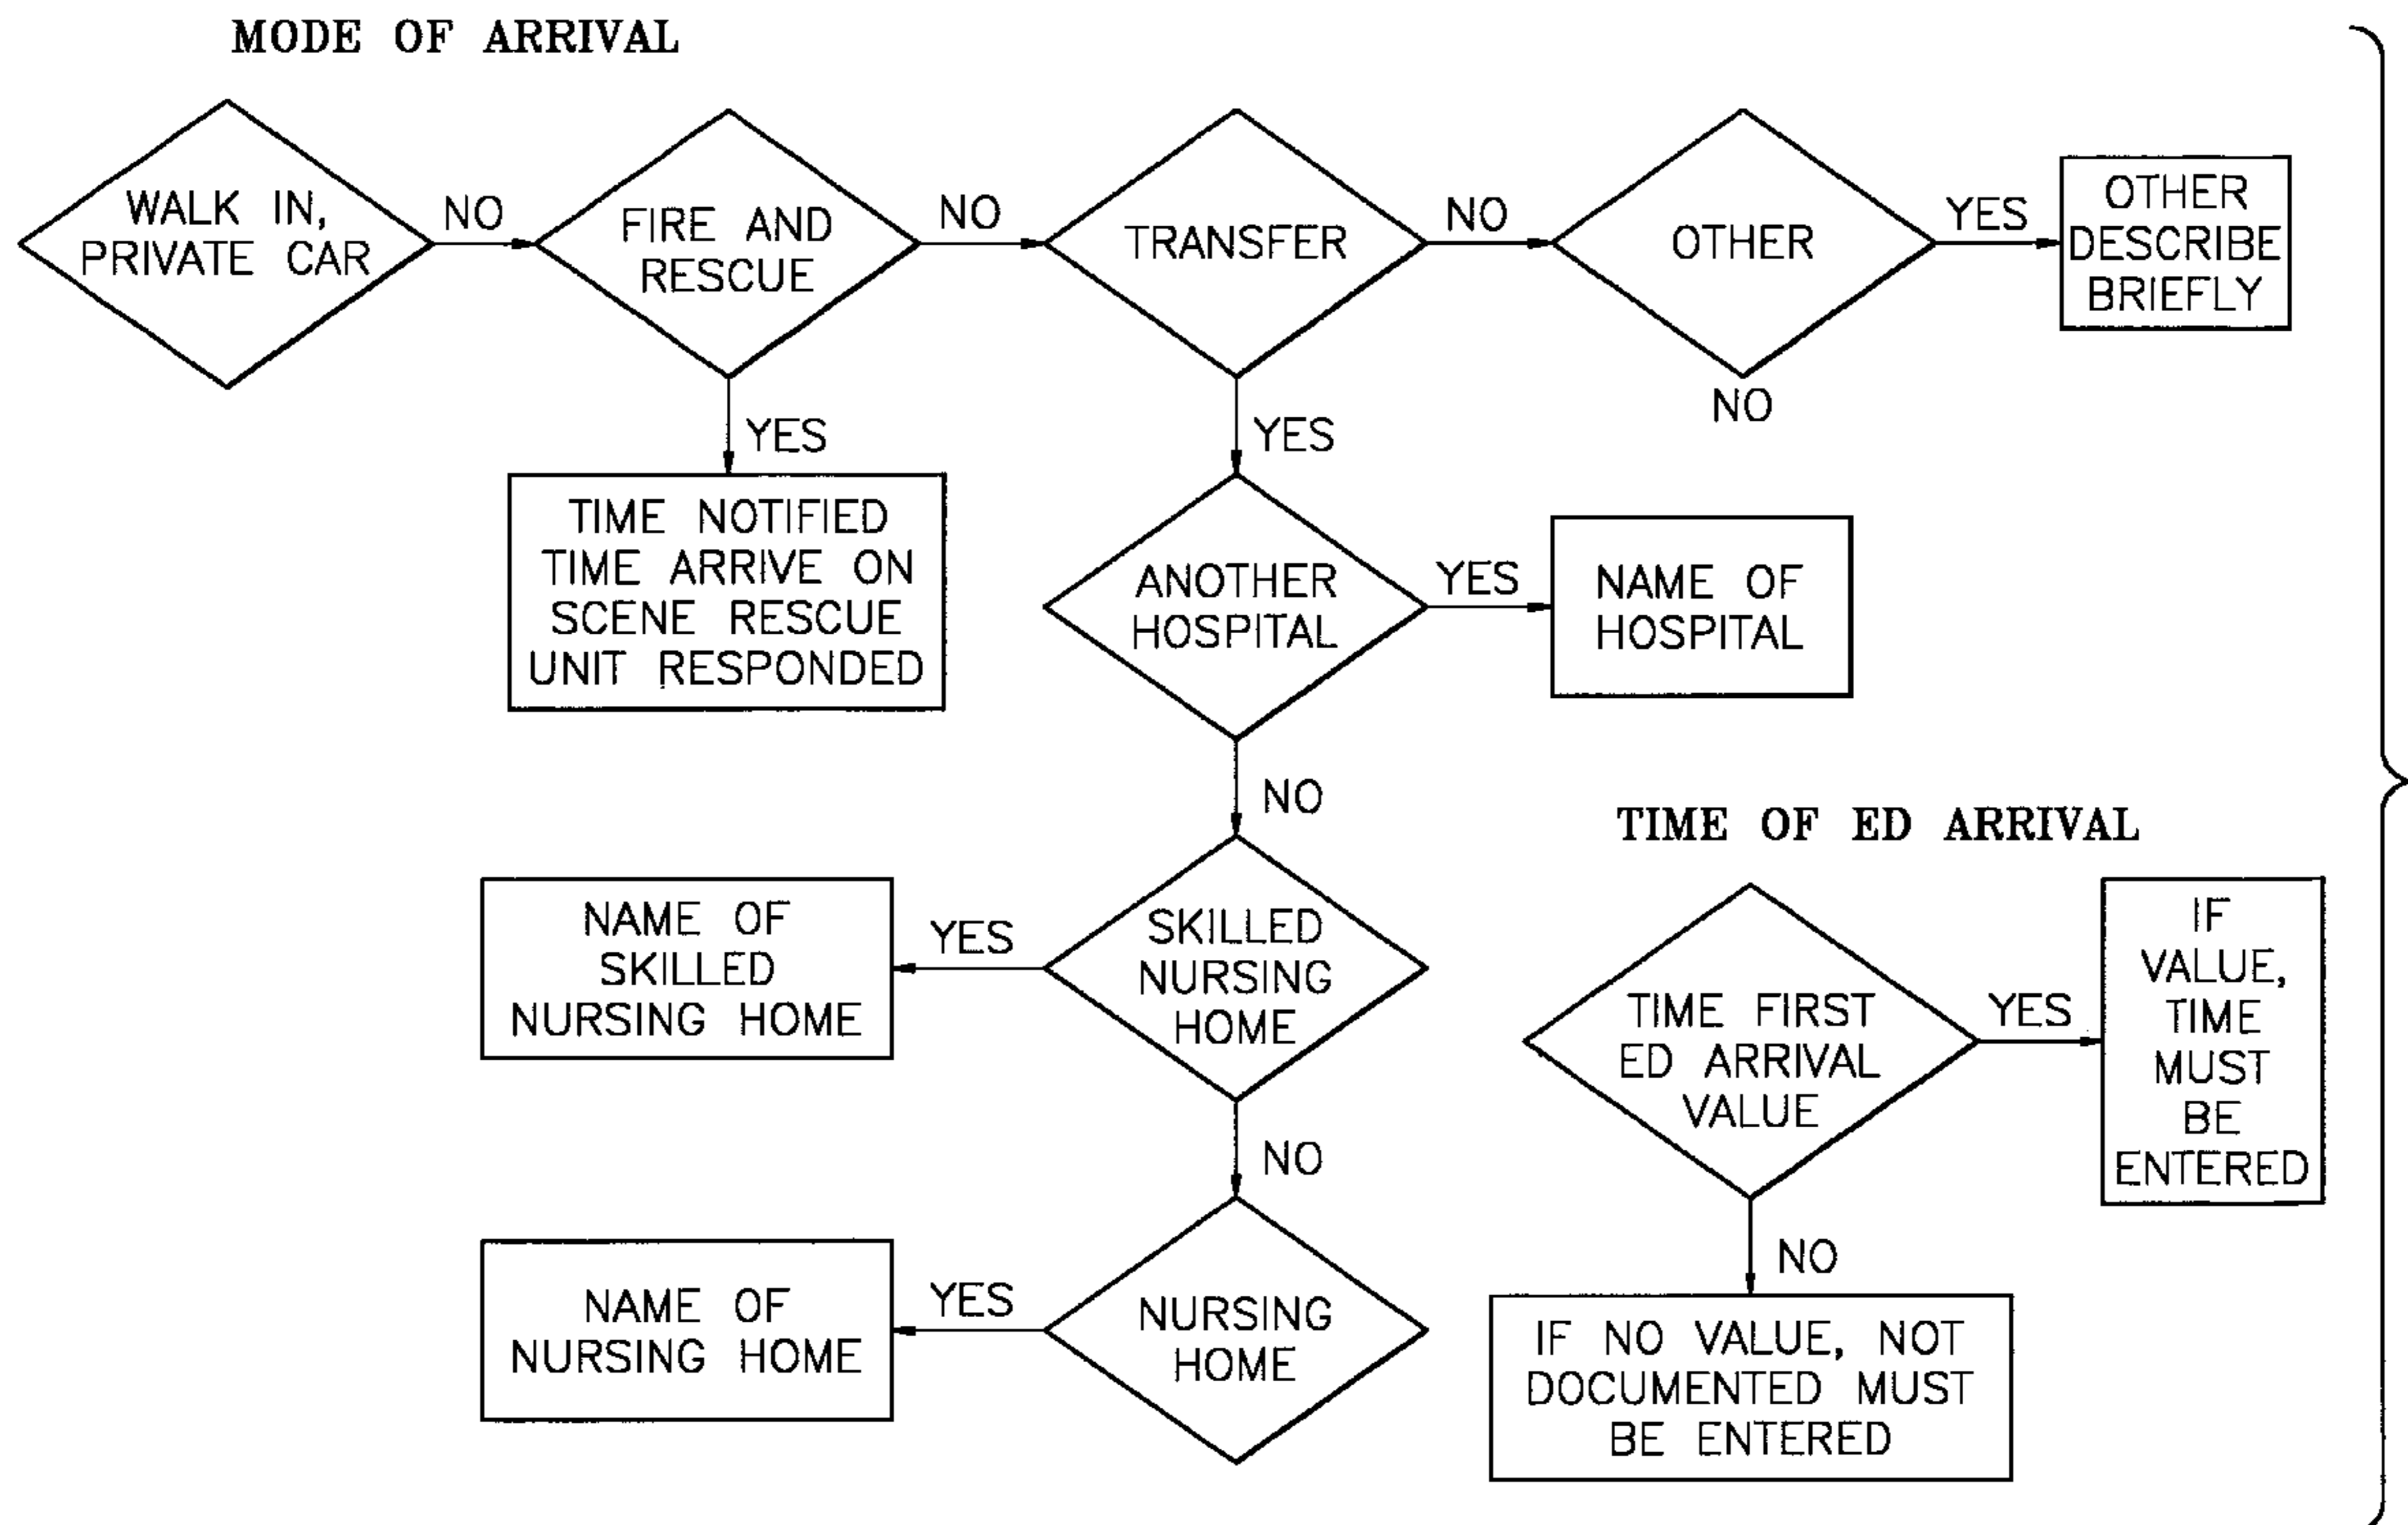 MODE OF ARRIVAL
WALK IN,
PRIVATE CAR
NO
FIRE AND
RESCUE
NO
TRANSFER
NO
OTHER
YES
OTHER
DESCRIBE
BRIEFLY
NO
YES
TIME NOTIFIED
TIME ARRIVE ON
SCENE RESCUE
UNIT RESPONDED
YES
ANOTHER
HOSPITAL
YES
NAME OF
HOSPITAL
NO
SKILLED
NURSING
HOME
YES
NAME OF
SKILLED
NURSING HOME
NO
NURSING
HOME
YES
NAME OF
NURSING HOME
TIME OF ED ARRIVAL
TIME FIRST
ED ARRIVAL
VALUE
YES
IF
VALUE,
TIME
MUST
BE
ENTERED
NO
IF NO VALUE, NOT
DOCUMENTED MUST
BE ENTERED